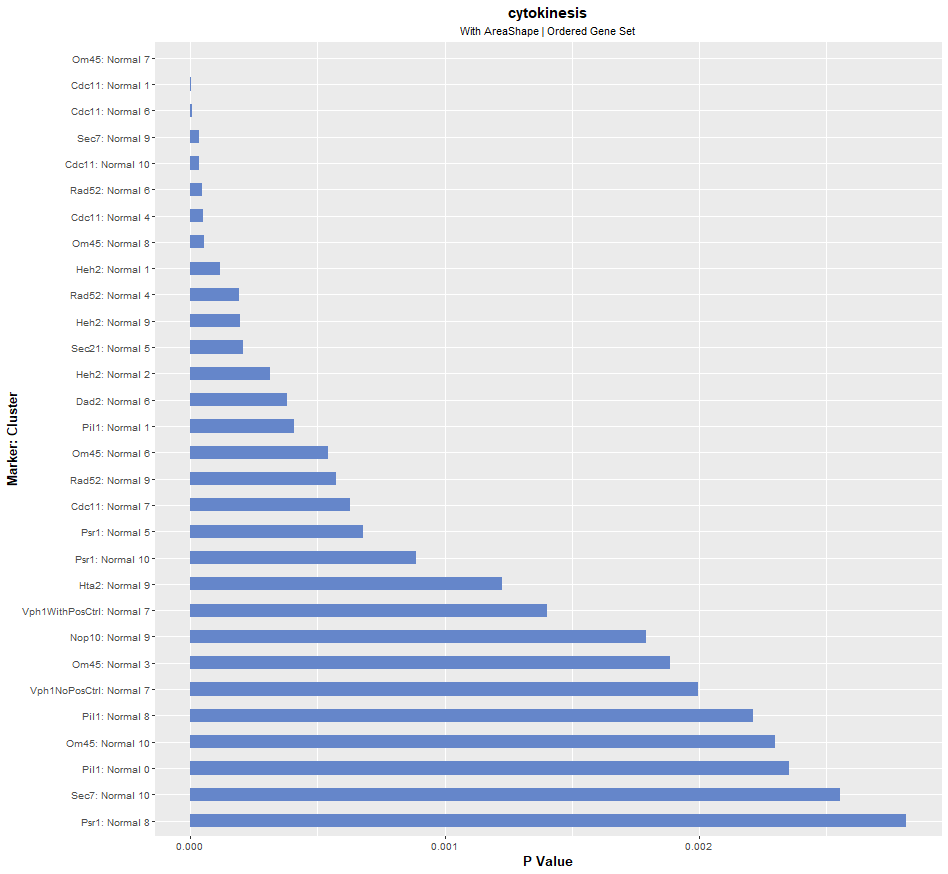 cytokinesis
With AreaShape | Ordered Gene Set
Marker: Cluster
Om45: Normal 7
Cdc11: Normal 1
Cdc11: Normal 6
Sec7: Normal 9
Cdc11: Normal 10
Rad52: Normal 6
Cdc11: Normal 4
Om45: Normal 8
Heh2: Normal 1
Rad52: Normal 4
Heh2: Normal 9
Sec21: Normal 5
Heh2: Normal 2
Dad2: Normal 6
Pil1: Normal 1
Om45: Normal 6
Rad52: Normal 9
Cdc11: Normal 7
Psr1: Normal 5
Psr1: Normal 10
Hta2: Normal 9
Vph1WithPosCtrl: Normal 7
Nop10: Normal 9
Om45: Normal 3
Vph1NoPosCtrl: Normal 7
Pil1: Normal 8
Om45: Normal 10
Pil1: Normal 0
Sec7: Normal 10
Psr1: Normal 8
0.000 0.001 0.002
P Value